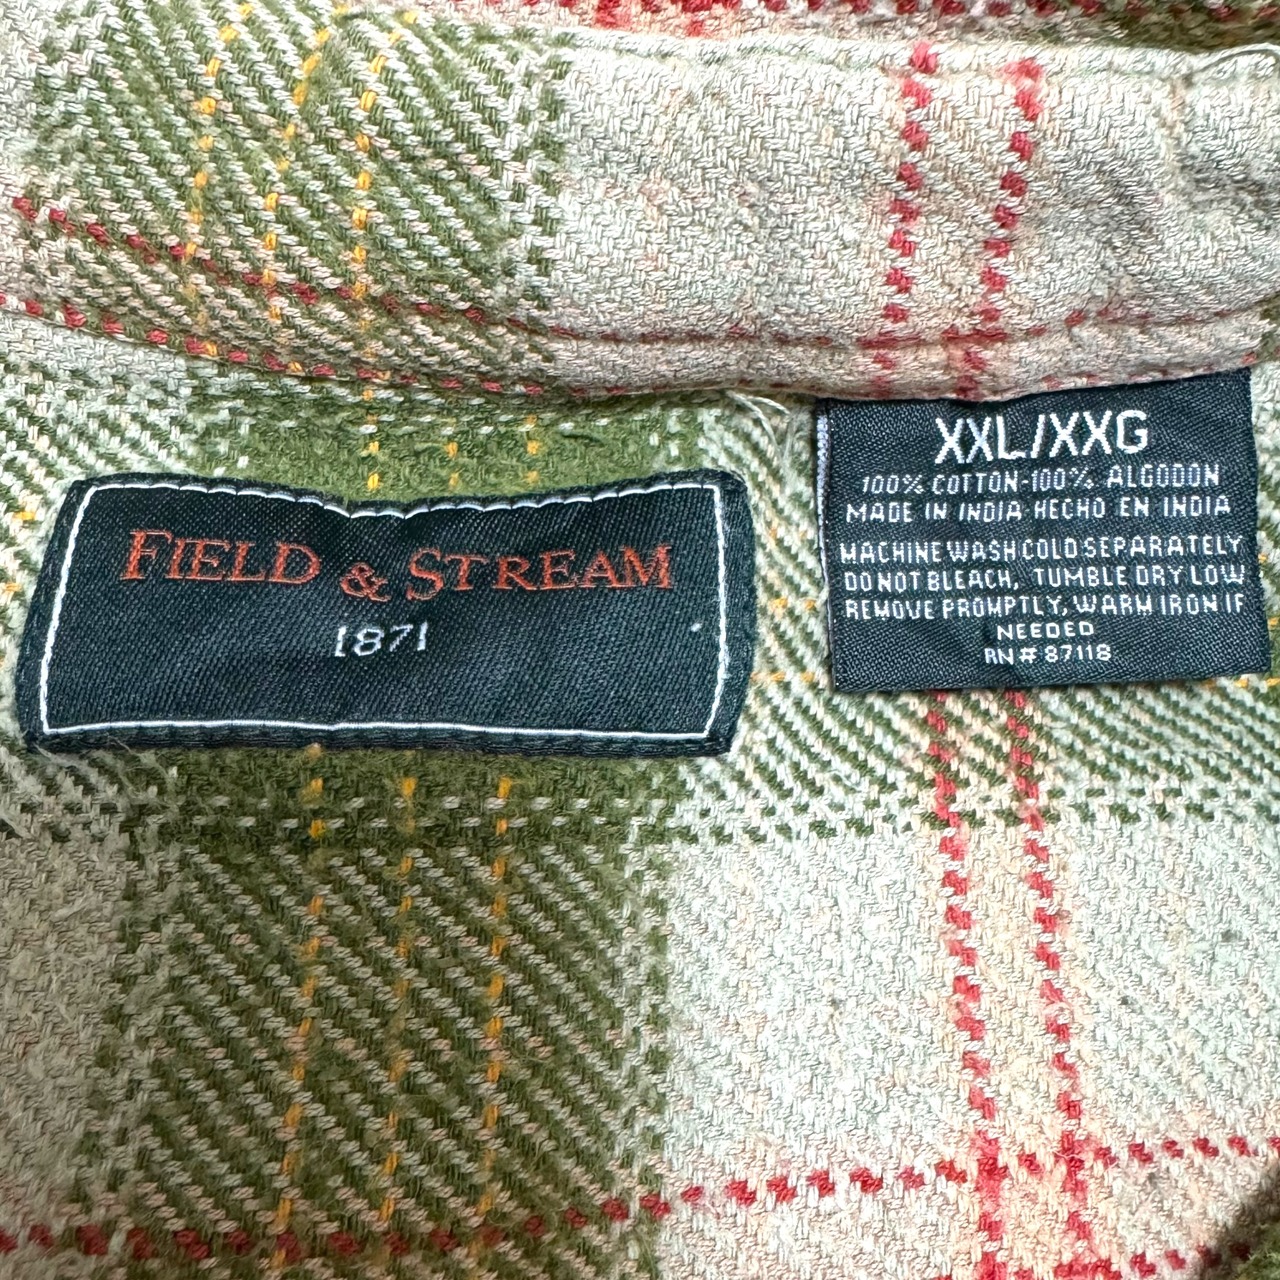 FIELD & STREAM
1871
XXL/XXG
100% COTTON-100% ALGODON
MADE IN INDIA HECHO EN INDIA
MACHINE WASH COLD SEPARATELY
DO NOT BLEACH, TUMBLE DRY LOW
REMOVE PROMPTLY, WARM IRON IF
NEEDED
RN # 87118